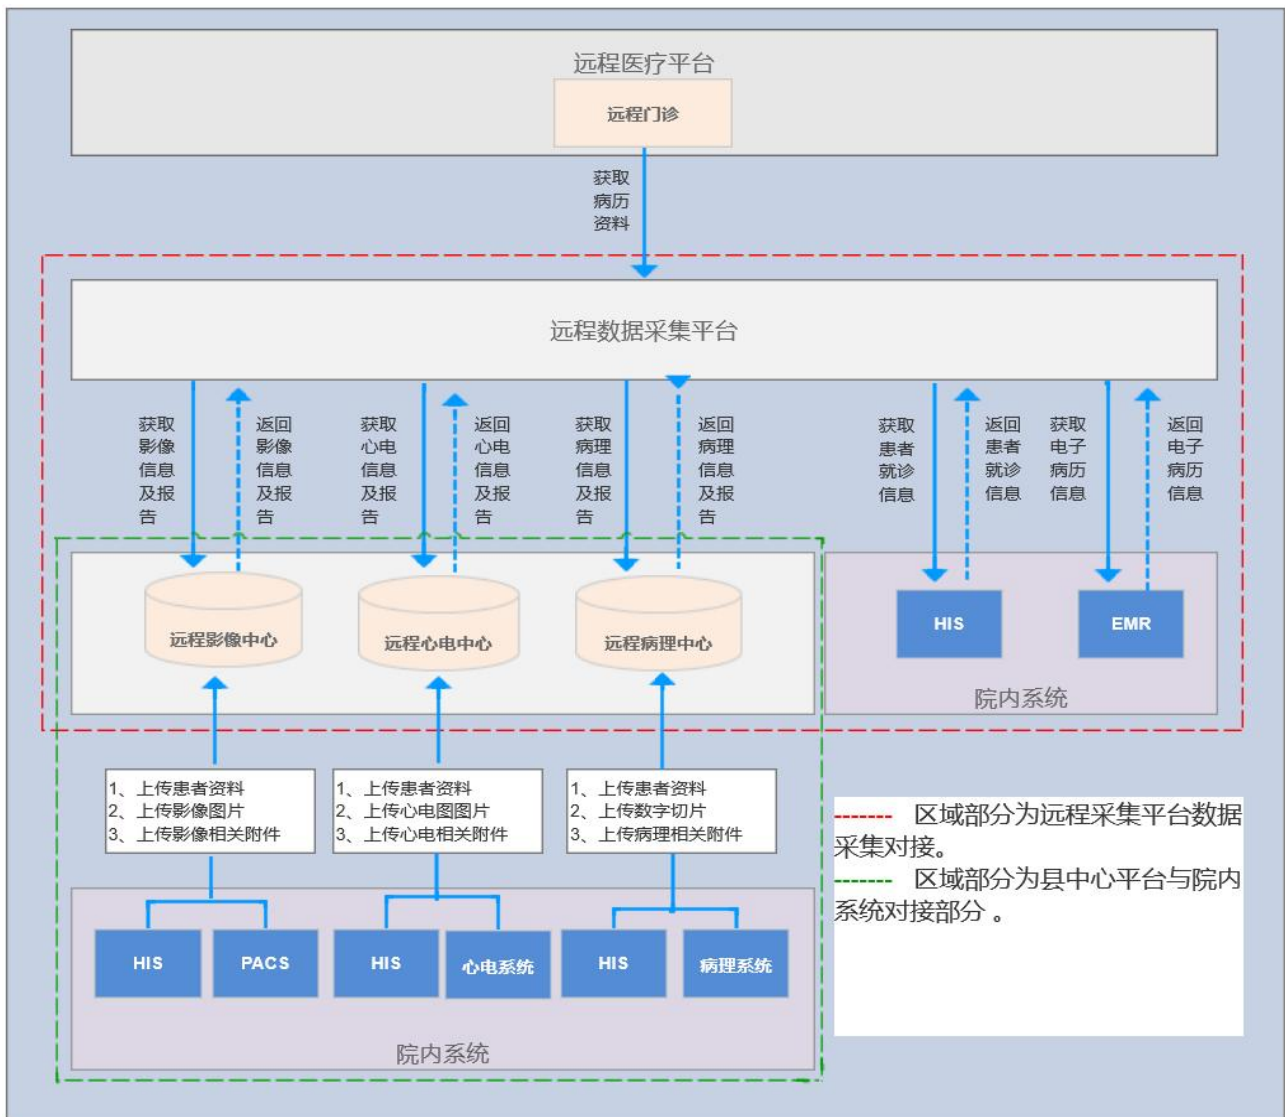 远程医疗平台
远程门诊
获取
病历
资料
远程数据采集平台
获取
影像
信息
及报
告
返回
影像
信息
及报
告
获取
心电
信息
及报
告
返回
心电
信息
及报
告
获取
病理
信息
及报
告
返回
病理
信息
及报
告
获取
患者
就诊
信息
返回
患者
就诊
信息
获取
电子
病历
信息
返回
电子
病历
信息
远程影像中心
远程心电中心
远程病理中心
HIS
EMR
院内系统
1、上传患者资料
2、上传影像图片
3、上传影像相关附件
1、上传患者资料
2、上传心电图图片
3、上传心电相关附件
1、上传患者资料
2、上传数字切片
3、上传病理相关附件
------- 区域部分为远程采集平台数据
采集对接。
------- 区域部分为县中心平台与院内
系统对接部分 。
HIS
PACS
HIS
心电系统
HIS
病理系统
院内系统